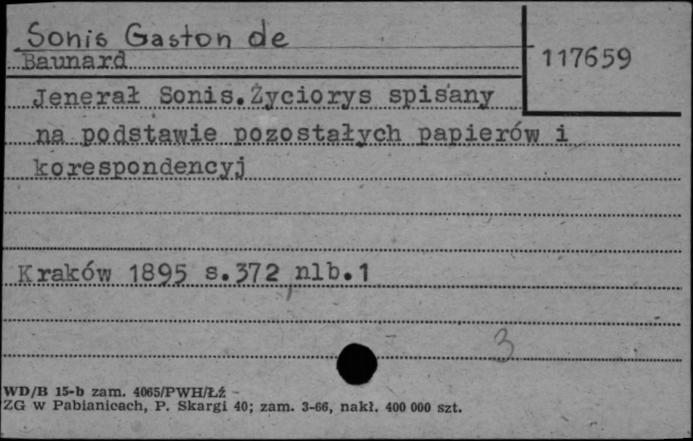 Sonis Gaston de
117659
Baunard
Jenerał Sonis.Życiorys spisany
na podstawie pozostałych papierów i
korespondencyj
Kraków 1895 s.372,nlb.1
3
WD/B 15-b zam. 4065/PWH/ŁŻ
ZG w Pabianicach, P. Skargi 40; zam. 3-66, nakł. 400 000 szt.